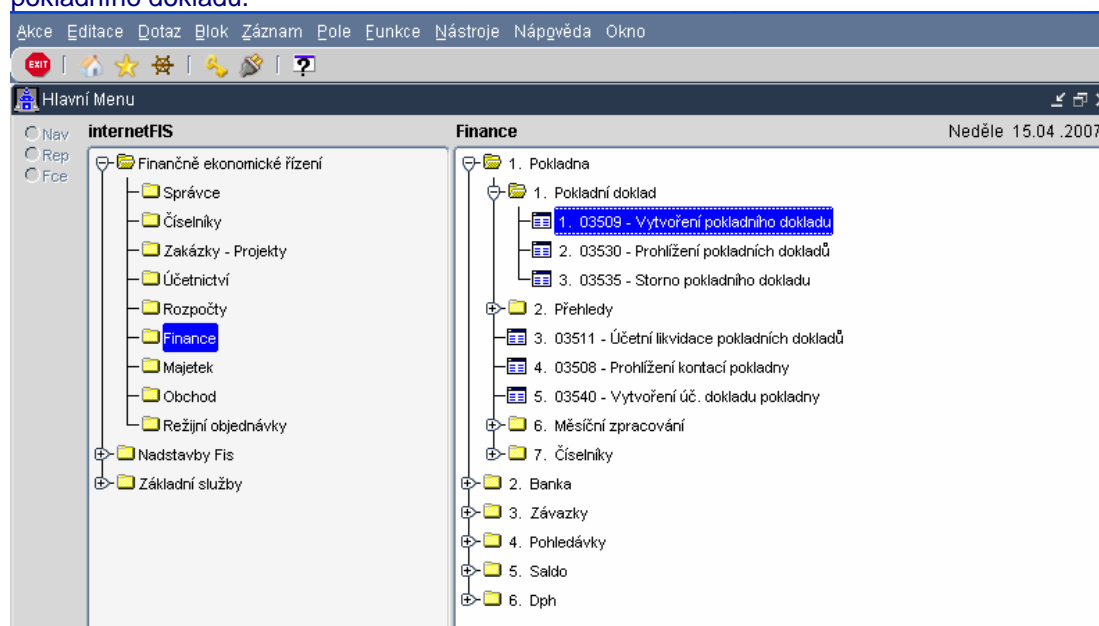 pokladního dokladu.
Akce Editace Dotaz Blok Záznam Pole Funkce Nástroje Nápověda Okno
EXIT
Hlavní Menu
Nav
Rep
Fce
internetFIS
Finančně ekonomické řízení
Správce
Číselníky
Zakázky - Projekty
Účetnictví
Rozpočty
Finance
Majetek
Obchod
Režijní objednávky
Nadstavby Fis
Základní služby
Finance
Neděle 15.04 .2007
1. Pokladna
1. Pokladní doklad
1. 03509 - Vytvoření pokladního dokladu
2. 03530 - Prohlížení pokladních dokladů
3. 03535 - Storno pokladního dokladu
2. Přehledy
3. 03511 - Účetní likvidace pokladních dokladů
4. 03508 - Prohlížení kontací pokladny
5. 03540 - Vytvoření úč. dokladu pokladny
6. Měsíční zpracování
7. Číselníky
2. Banka
3. Závazky
4. Pohledávky
5. Saldo
6. Dph